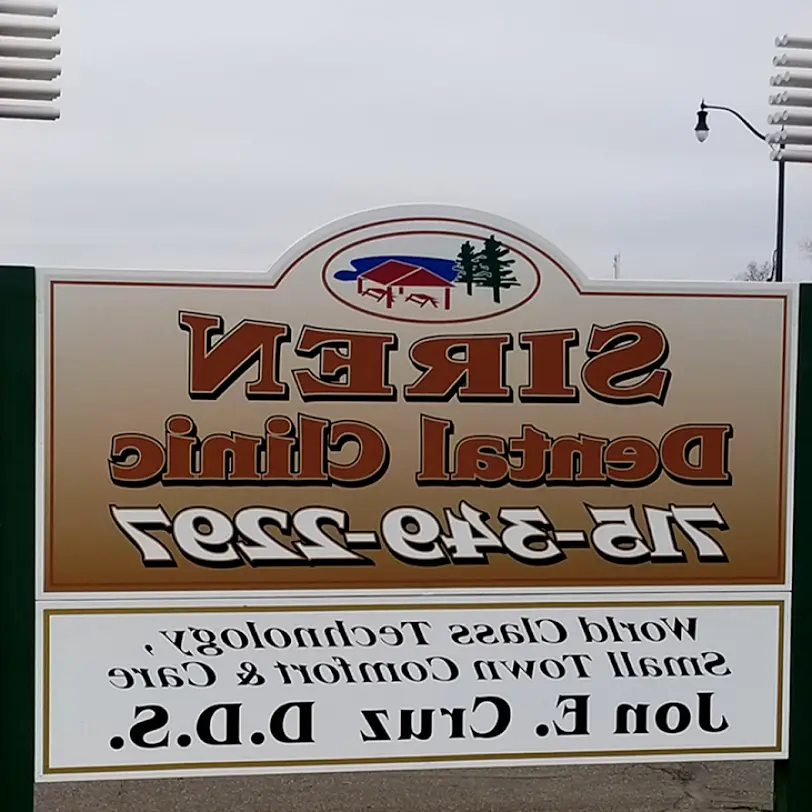 SIREN
Dental Clinic
715-349-2297
World Class Technology,
Small Town Comfort & Care
Jon E. Cruz D.D.S.